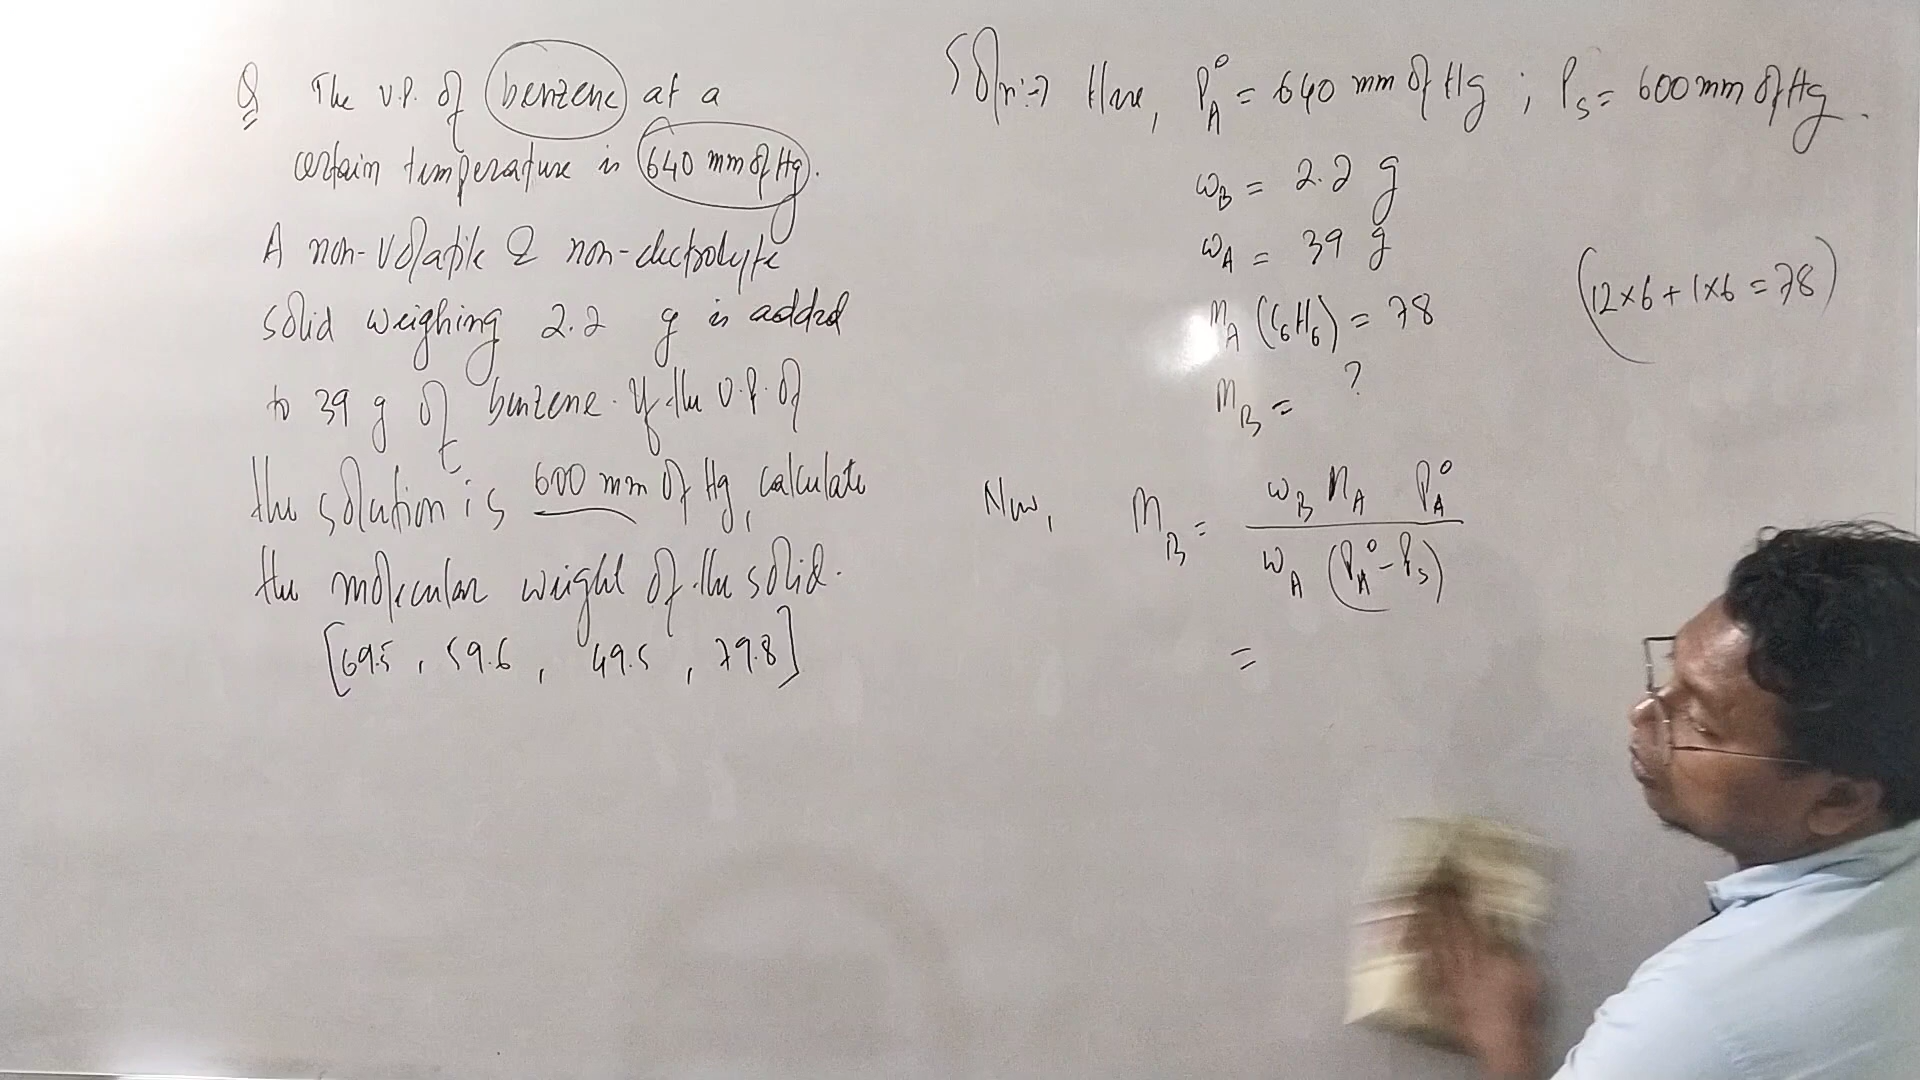 Q The v.p. of benzene at a
certain temperature is 640 mm of Hg.
A non-volatile & non-electrolyte
solid weighing 2.2 g is added
to 39 g of benzene. If the v.p. of
the solution is 600 mm of Hg, calculate
the molecular weight of the solid.
[69.5, 59.6, 49.5, 79.8]
Soln:→ Here, P°A = 640 mm of Hg ; Ps = 600 mm of Hg.
wB = 2.2 g
wA = 39 g
MA (C6H6) = 78 (12×6 + 1×6 = 78)
MB = ?
Now, MB = wB MA P°A / wA (P°A - Ps)
=